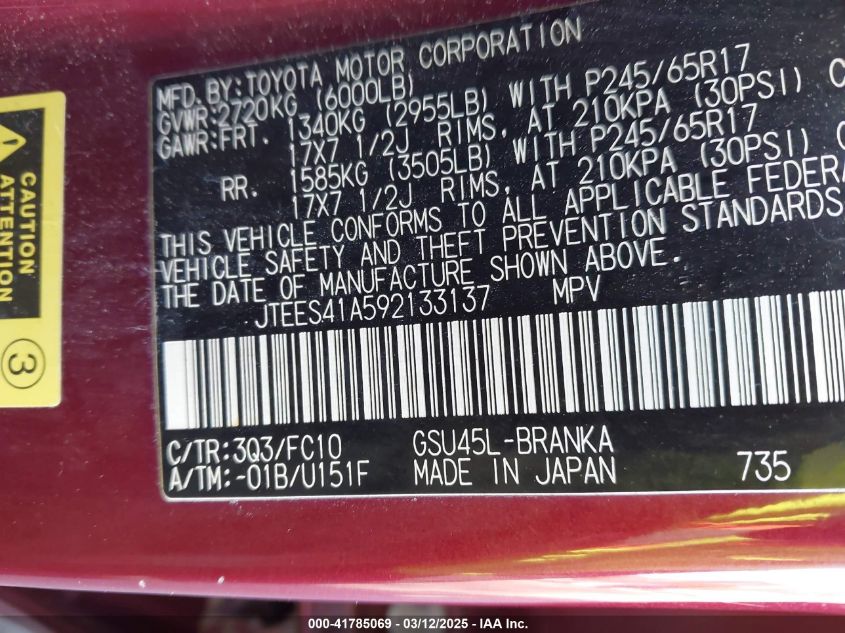 MFD. BY: TOYOTA MOTOR CORPORATION
GVWR: 2720KG (6000LB)
GAWR: FRT. 1340KG (2955LB) WITH P245/65R17
17X7 1/2J RIMS, AT 210KPA (30PSI) C
RR. 1585KG (3505LB) WITH P245/65R17
17X7 1/2J RIMS, AT 210KPA (30PSI)
THIS VEHICLE CONFORMS TO ALL APPLICABLE FEDERA
VEHICLE SAFETY AND THEFT PREVENTION STANDARDS
THE DATE OF MANUFACTURE SHOWN ABOVE.
JTEES41A592133137 MPV
C/TR: 3Q3/FC10 GSU45L-BRANKA
A/TM: -01B/U151F MADE IN JAPAN 735
CAUTION
ATTENTION
3
000-41785069 - 03/12/2025 - IAA Inc.